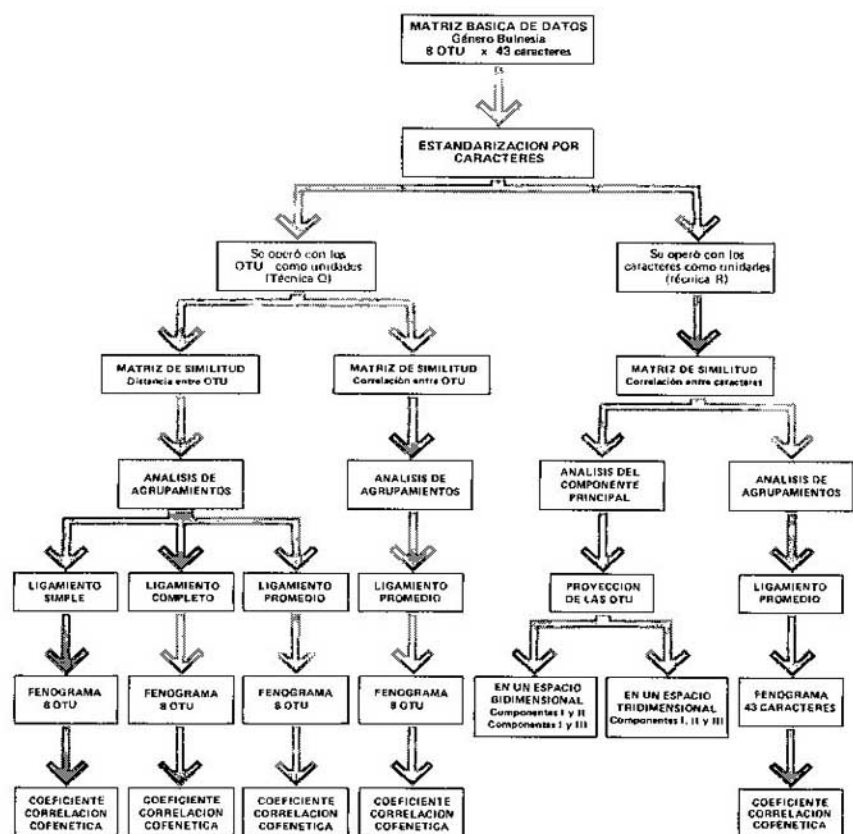 MATRIZ BASICA DE DATOS
Género Bulnesia
8 OTU x 43 caracteres
ESTANDARIZACION POR
CARACTERES
Se operó con los
OTU como unidades
(Técnica Q)
Se operó con los
caracteres como unidades
(técnica R)
MATRIZ DE SIMILITUD
Distancia entre OTU
MATRIZ DE SIMILITUD
Correlación entre OTU
MATRIZ DE SIMILITUD
Correlación entre caracteres
ANALISIS DE
AGRUPAMIENTOS
ANALISIS DE
AGRUPAMIENTOS
ANALISIS DEL
COMPONENTE
PRINCIPAL
ANALISIS DE
AGRUPAMIENTOS
LIGAMIENTO
SIMPLE
LIGAMIENTO
COMPLETO
LIGAMIENTO
PROMEDIO
LIGAMIENTO
PROMEDIO
PROYECCION
DE LAS OTU
LIGAMIENTO
PROMEDIO
FENOGRAMA
8 OTU
FENOGRAMA
8 OTU
FENOGRAMA
8 OTU
FENOGRAMA
8 OTU
EN UN ESPACIO
BIDIMENSIONAL
Componentes I y II
Componentes I y III
EN UN ESPACIO
TRIDIMENSIONAL
Componentes I, II y III
FENOGRAMA
43 CARACTERES
COEFICIENTE
CORRELACION
COFENETICA
COEFICIENTE
CORRELACION
COFENETICA
COEFICIENTE
CORRELACION
COFENETICA
COEFICIENTE
CORRELACION
COFENETICA
COEFICIENTE
CORRELACION
COFENETICA